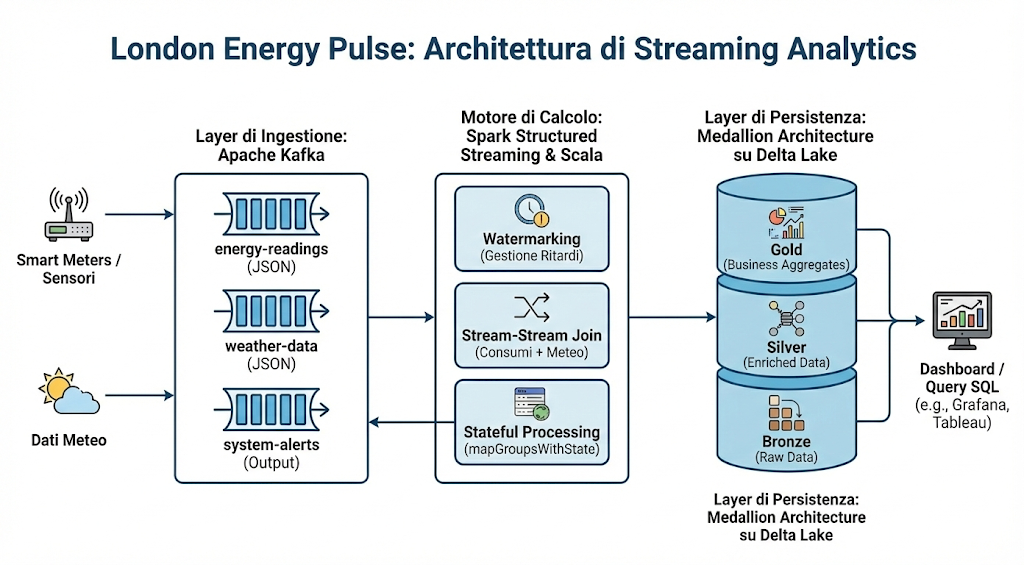 London Energy Pulse: Architettura di Streaming Analytics
Layer di Ingestione:
Apache Kafka
Motore di Calcolo:
Spark Structured
Streaming & Scala
Layer di Persistenza:
Medallion Architecture
su Delta Lake
Smart Meters /
Sensori
Dati Meteo
energy-readings
(JSON)
weather-data
(JSON)
system-alerts
(Output)
Watermarking
(Gestione Ritardi)
Stream-Stream Join
(Consumi + Meteo)
Stateful Processing
(mapGroupsWithState)
Gold
(Business Aggregates)
Silver
(Enriched Data)
Bronze
(Raw Data)
Layer di Persistenza:
Medallion Architecture
su Delta Lake
Dashboard /
Query SQL
(e.g., Grafana,
Tableau)